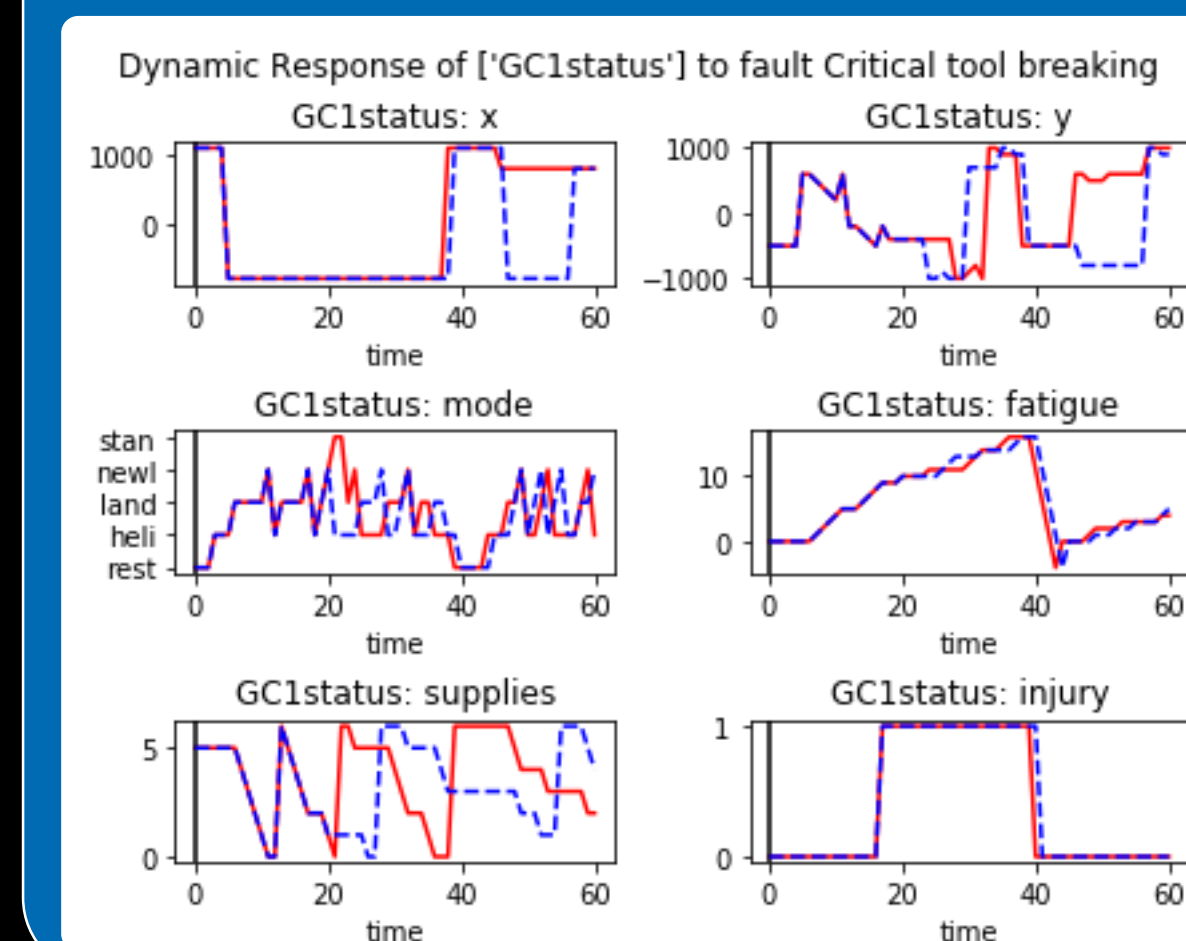 Dynamic Response of ['GC1status'] to fault Critical tool breaking
GC1status: x
1000
0
0 20 40 60
time
GC1status: y
1000
0
−1000
0 20 40 60
time
GC1status: mode
stan
newl
land
heli
rest
0 20 40 60
time
GC1status: fatigue
10
0
0 20 40 60
time
GC1status: supplies
5
0
0 20 40 60
time
GC1status: injury
1
0
0 20 40 60
time